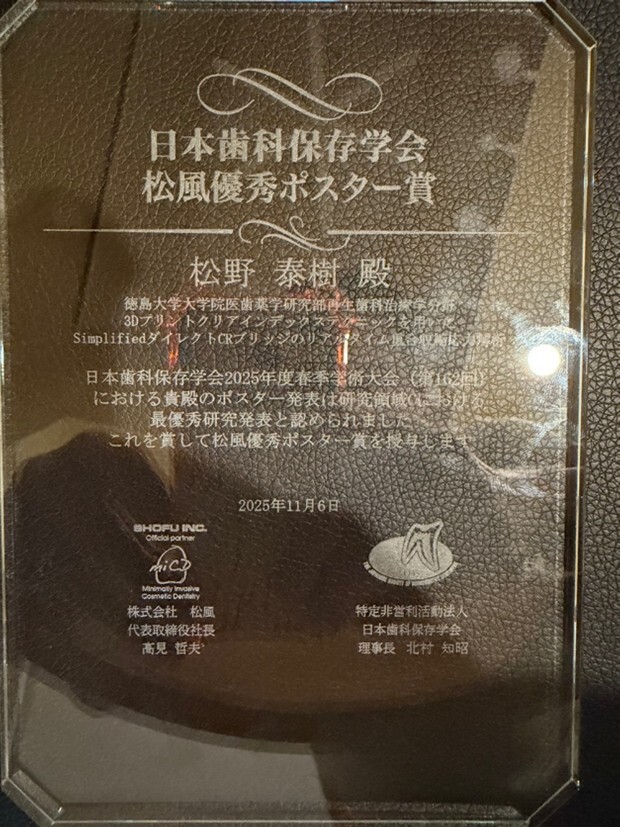 日本歯科保存学会
松風優秀ポスター賞
松野 泰樹 殿
徳島大学大学院医歯薬学研究部再生歯科治療学分野
3Dプリントクリアインデックステクニックを用いた
SimplifiedダイレクトCRブリッジのリアルタイム重合収縮応力解析
日本歯科保存学会2025年度春季学術大会（第162回）
における貴殿のポスター発表は研究領域CLにおける
最優秀研究発表と認められました
これを賞して松風優秀ポスター賞を授与します
2025年11月6日
SHOFU INC.
Official partner
MiCD
Minimally Invasive
Cosmetic Dentistry
株式会社 松風
代表取締役社長
髙見 哲夫
特定非営利活動法人
日本歯科保存学会
理事長 北村 知昭